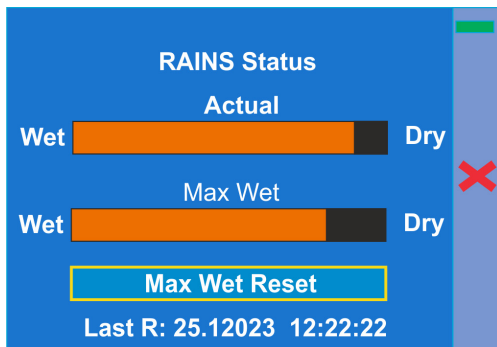 RAINS Status
Actual
Wet Dry
Max Wet
Wet Dry
Max Wet Reset
Last R: 25.12023 12:22:22